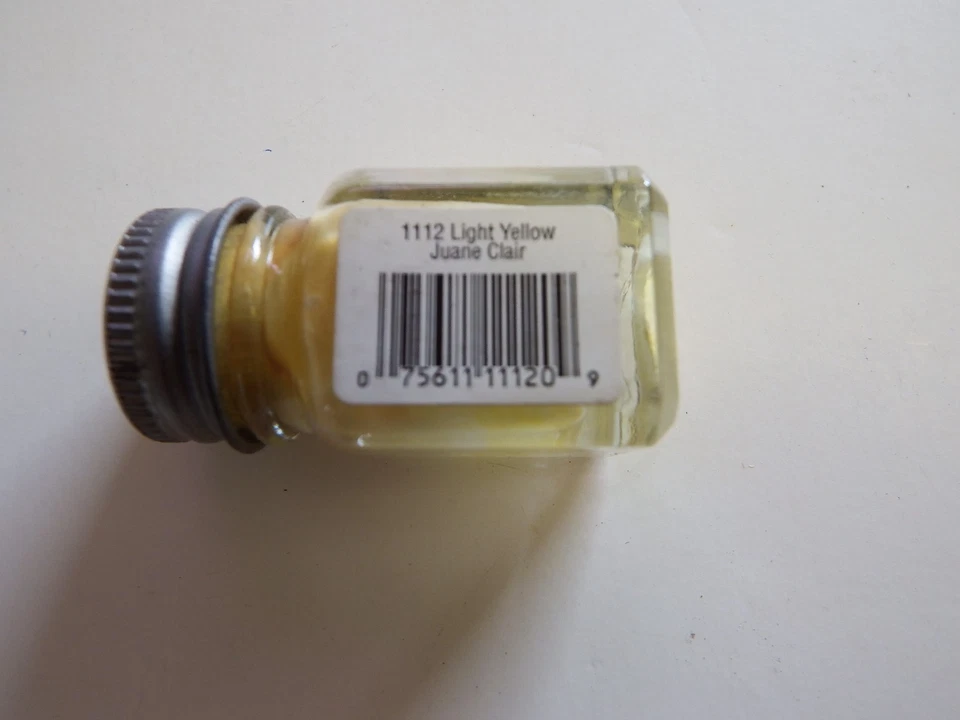 1112 Light Yellow
Juane Clair
0 75611 11120 9